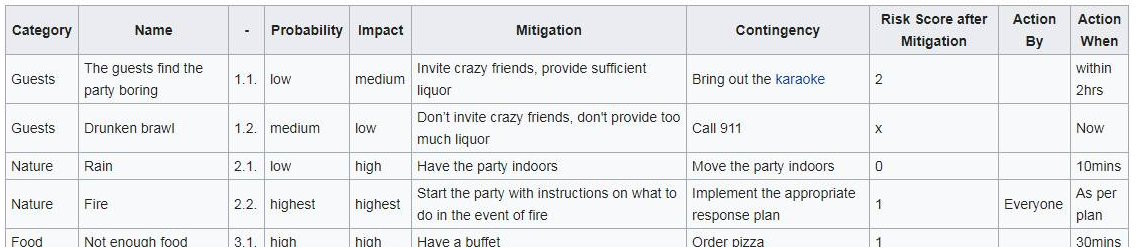 Category Name - Probability Impact Mitigation Contingency Risk Score after Mitigation Action By Action When
Guests The guests find the party boring 1.1. low medium Invite crazy friends, provide sufficient liquor Bring out the karaoke 2 within 2hrs
Guests Drunken brawl 1.2. medium low Don’t invite crazy friends, don't provide too much liquor Call 911 x Now
Nature Rain 2.1. low high Have the party indoors Move the party indoors 0 10mins
Nature Fire 2.2. highest highest Start the party with instructions on what to do in the event of fire Implement the appropriate response plan 1 Everyone As per plan
Food Not enough food 3.1. high high Have a buffet Order pizza 1 30mins